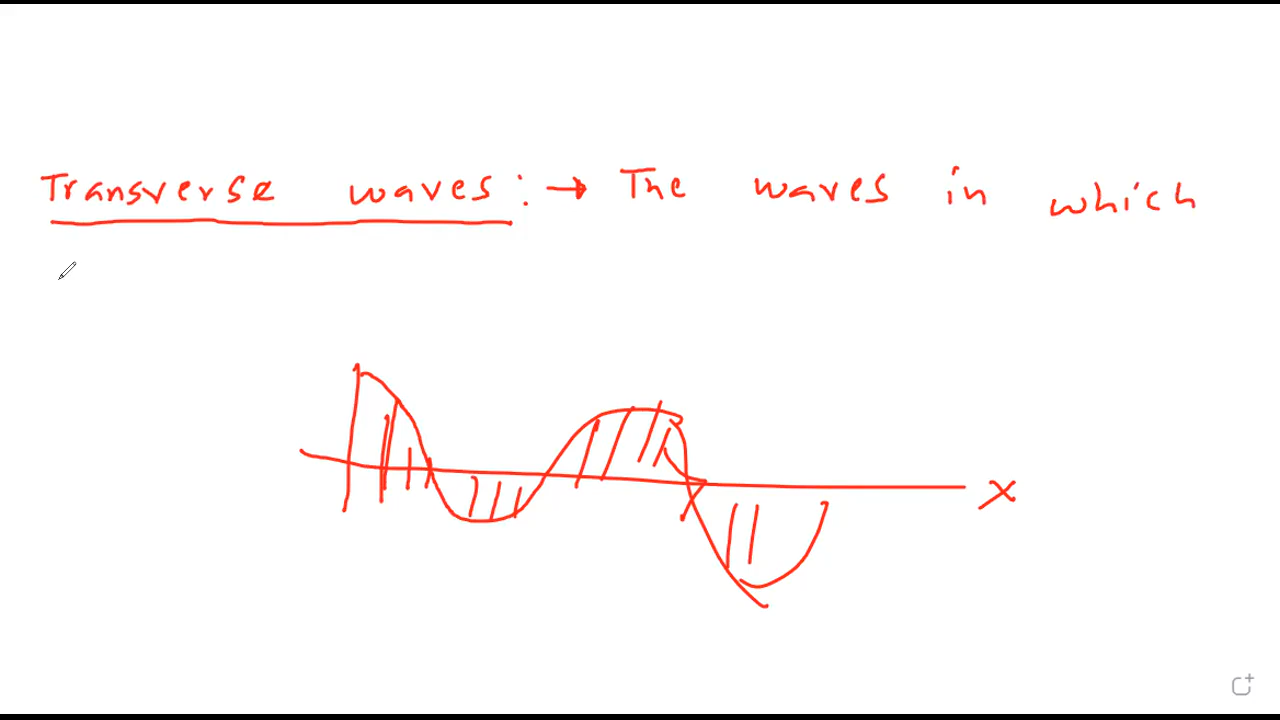 Transverse waves :→ The waves in which
X